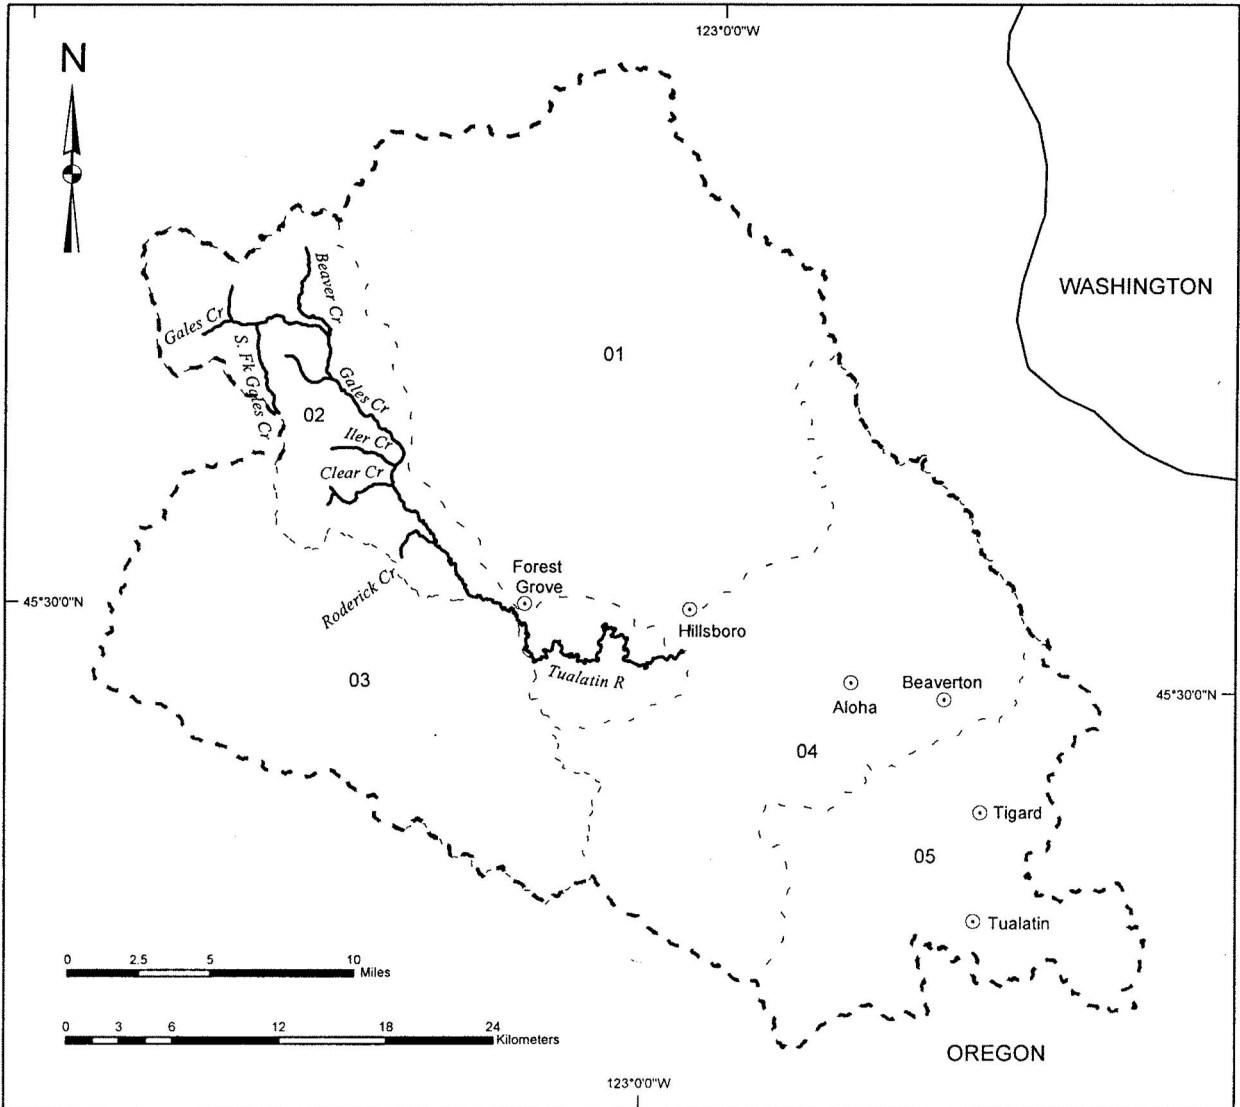 123°0'0"W
N
WASHINGTON
Beaver Cr
Gales Cr
S. Fk Gales Cr
01
02
Gales Cr
Iler Cr
Clear Cr
Roderick Cr
Forest
Grove
45°30'0"N
Hillsboro
Tualatin R
03
45°30'0"N
Aloha
Beaverton
04
Tigard
05
Tualatin
0 2.5 5 10
Miles
0 3 6 12 18 24
Kilometers
OREGON
123°0'0"W